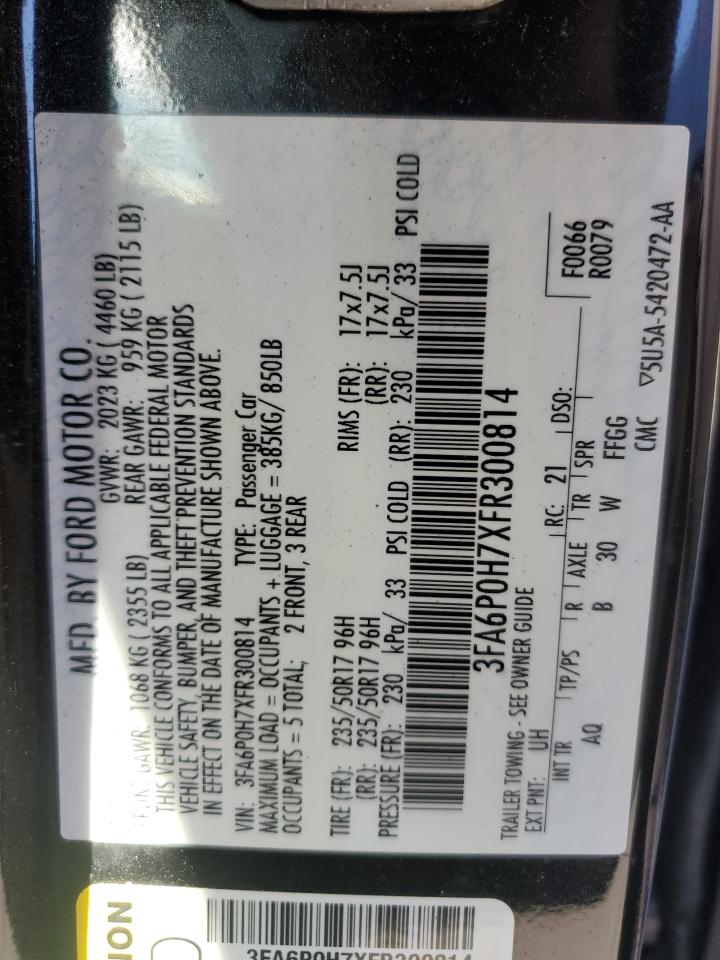 MFD. BY FORD MOTOR CO.
GVWR: 2023 KG ( 4460 LB)
GAWR: 1068 KG ( 2355 LB) REAR GAWR: 959 KG ( 2115 LB)
THIS VEHICLE CONFORMS TO ALL APPLICABLE FEDERAL MOTOR
VEHICLE SAFETY, BUMPER, AND THEFT PREVENTION STANDARDS
IN EFFECT ON THE DATE OF MANUFACTURE SHOWN ABOVE.
VIN: 3FA6P0H7XFR300814 TYPE: Passenger Car
MAXIMUM LOAD = OCCUPANTS + LUGGAGE = 385KG/ 850LB
OCCUPANTS = 5 TOTAL; 2 FRONT, 3 REAR
TIRE (FR): 235/50R17 96H RIMS (FR): 17x7.5J
(RR): 235/50R17 96H (RR): 17x7.5J
PRESSURE (FR): 230 kPa/ 33 PSI COLD (RR): 230 kPa/ 33 PSI COLD
3FA6P0H7XFR300814
TRAILER TOWING - SEE OWNER GUIDE
EXT PNT: UH RC: 21 DSO: F0066
INT TR TP/PS R AXLE TR SPR R0079
AQ B 30 W FFGG
CMC ▽5U5A-5420472-AA
ION
3FA6P0H7XFR300814